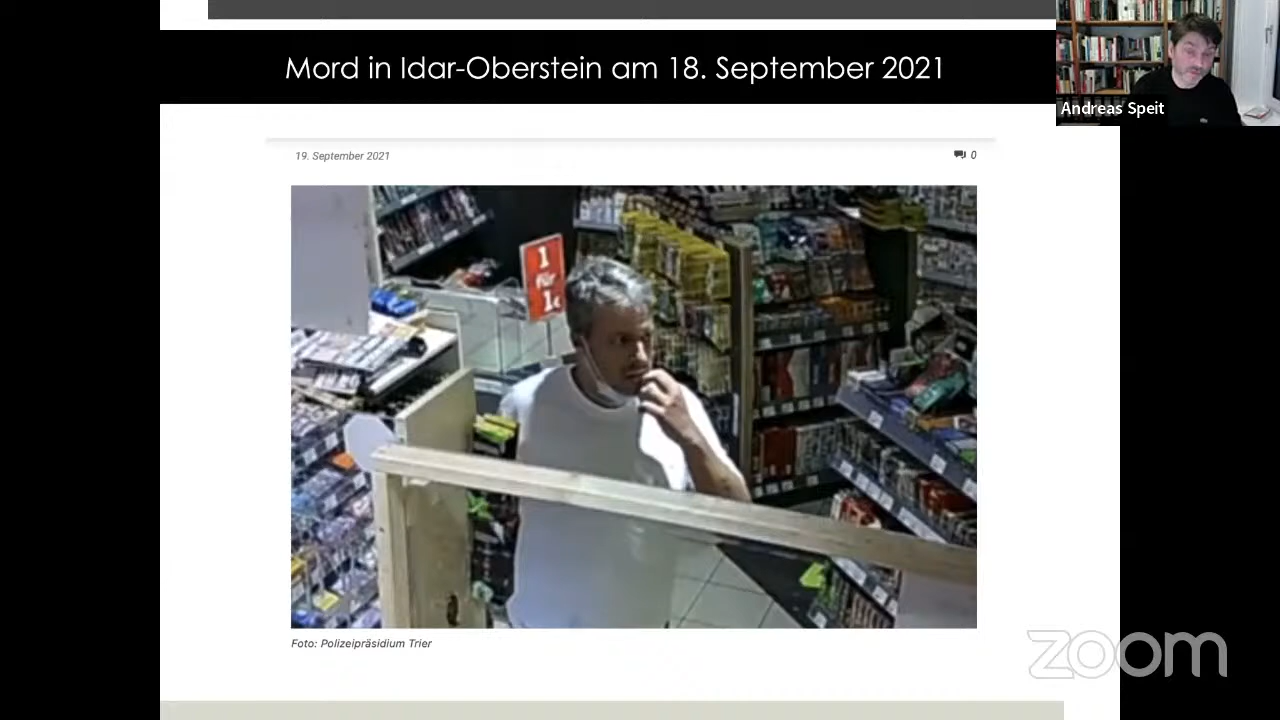 Mord in Idar-Oberstein am 18. September 2021
Andreas Speit
19. September 2021
0
1
für
1€
Foto: Polizeipräsidium Trier
zoom